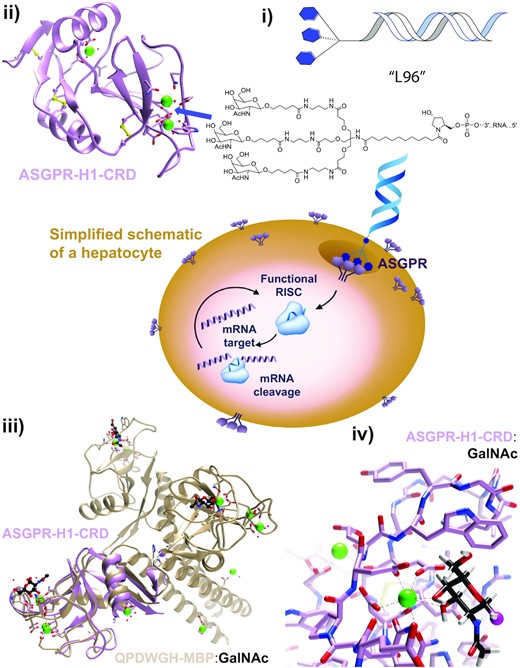 ii)
i)
"L96"
HO OH
HO
AcHN
O
O
O
N
H
H
N
O
HO OH
HO
AcHN
O
O
O
N
H
H
N
O
O
HN
O
N
OH
O P O 3'..RNA...5'
O
O-
HO OH
HO
AcHN
O
O
O
N
H
H
N
O
O
ASGPR-H1-CRD
Simplified schematic
of a hepatocyte
ASGPR
Functional
RISC
mRNA
target
mRNA
cleavage
iii)
iv)
ASGPR-H1-CRD:
GalNAc
ASGPR-H1-CRD
QPDWGH-MBP:GalNAc